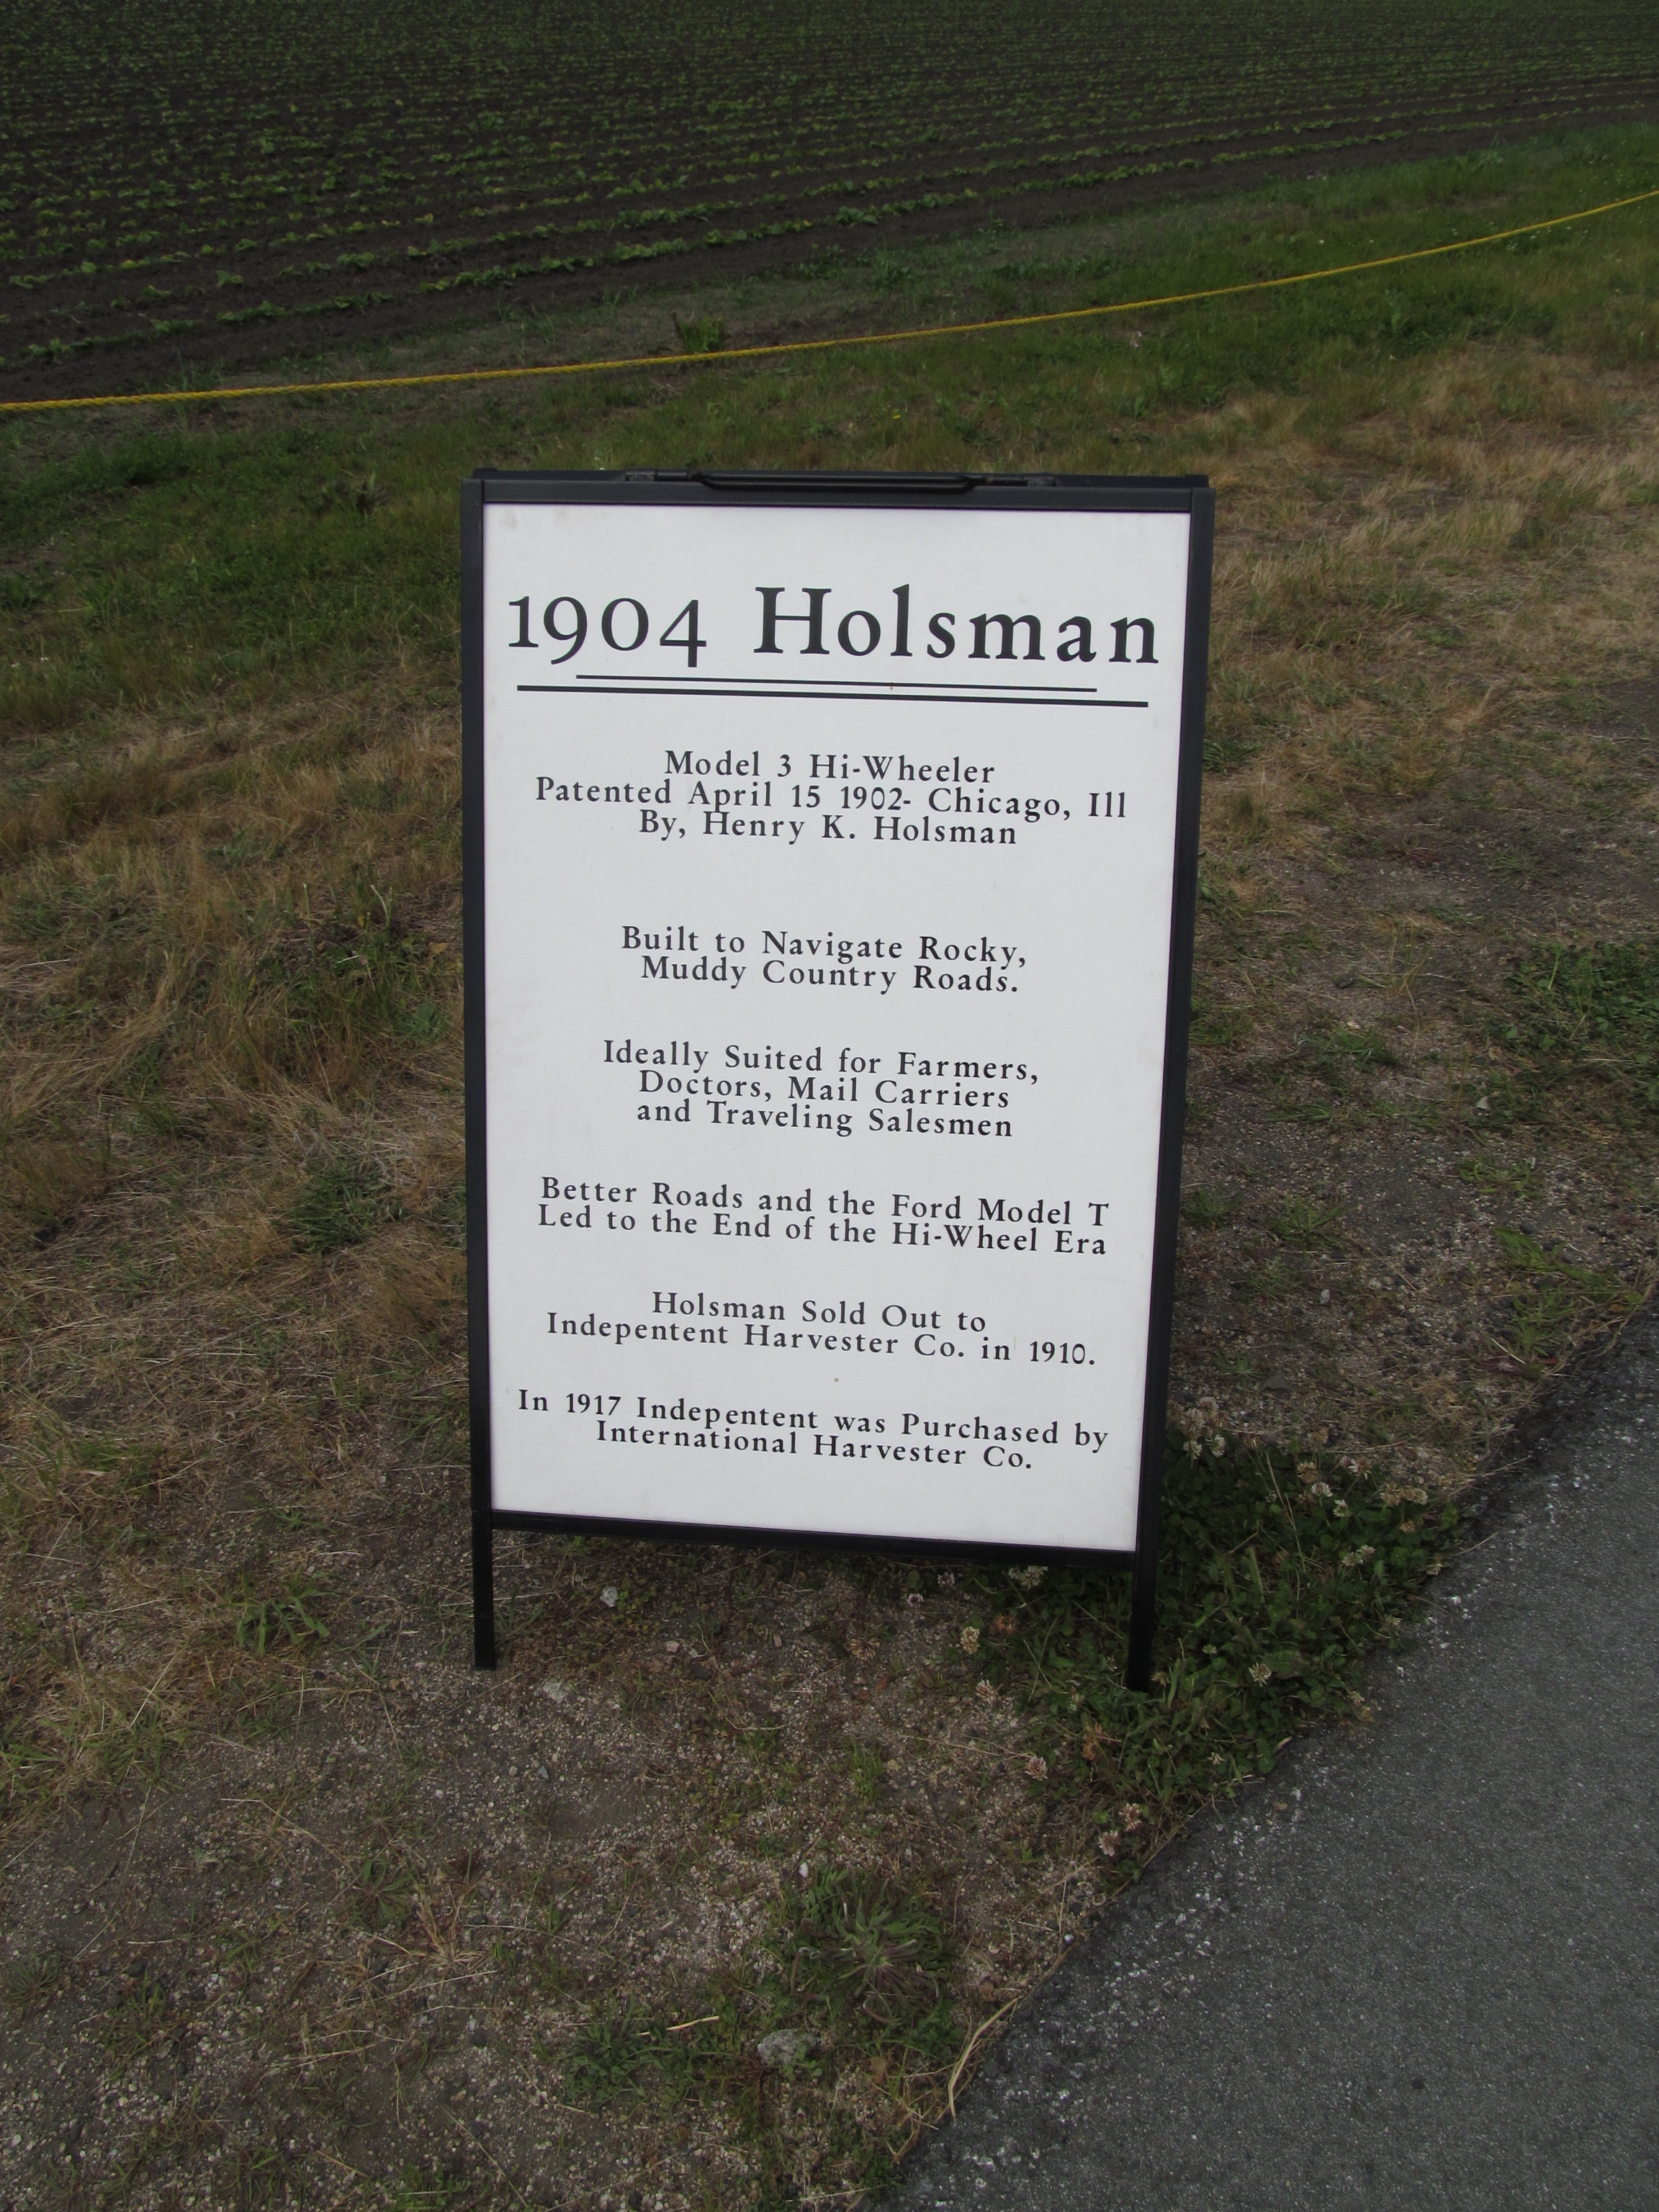 1904 Holsman
Model 3 Hi-Wheeler
Patented April 15 1902- Chicago, Ill
By, Henry K. Holsman
Built to Navigate Rocky,
Muddy Country Roads.
Ideally Suited for Farmers,
Doctors, Mail Carriers
and Traveling Salesmen
Better Roads and the Ford Model T
Led to the End of the Hi-Wheel Era
Holsman Sold Out to
Indepentent Harvester Co. in 1910.
In 1917 Indepentent was Purchased by
International Harvester Co.